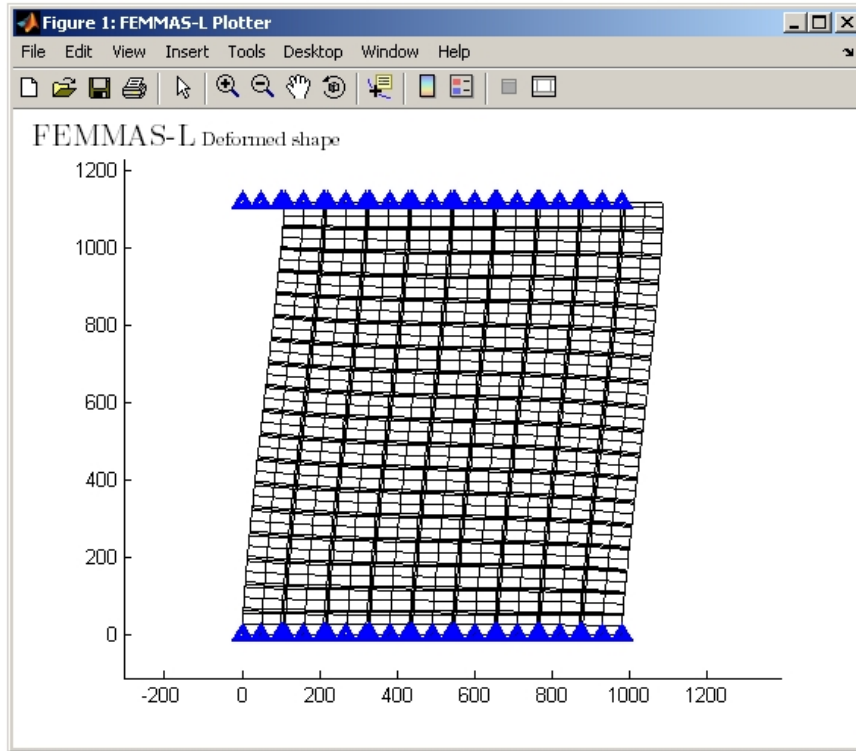 Figure 1: FEMMAS-L Plotter
File Edit View Insert Tools Desktop Window Help
FEMMAS-L Deformed shape
1200
1000
800
600
400
200
0
-200 0 200 400 600 800 1000 1200